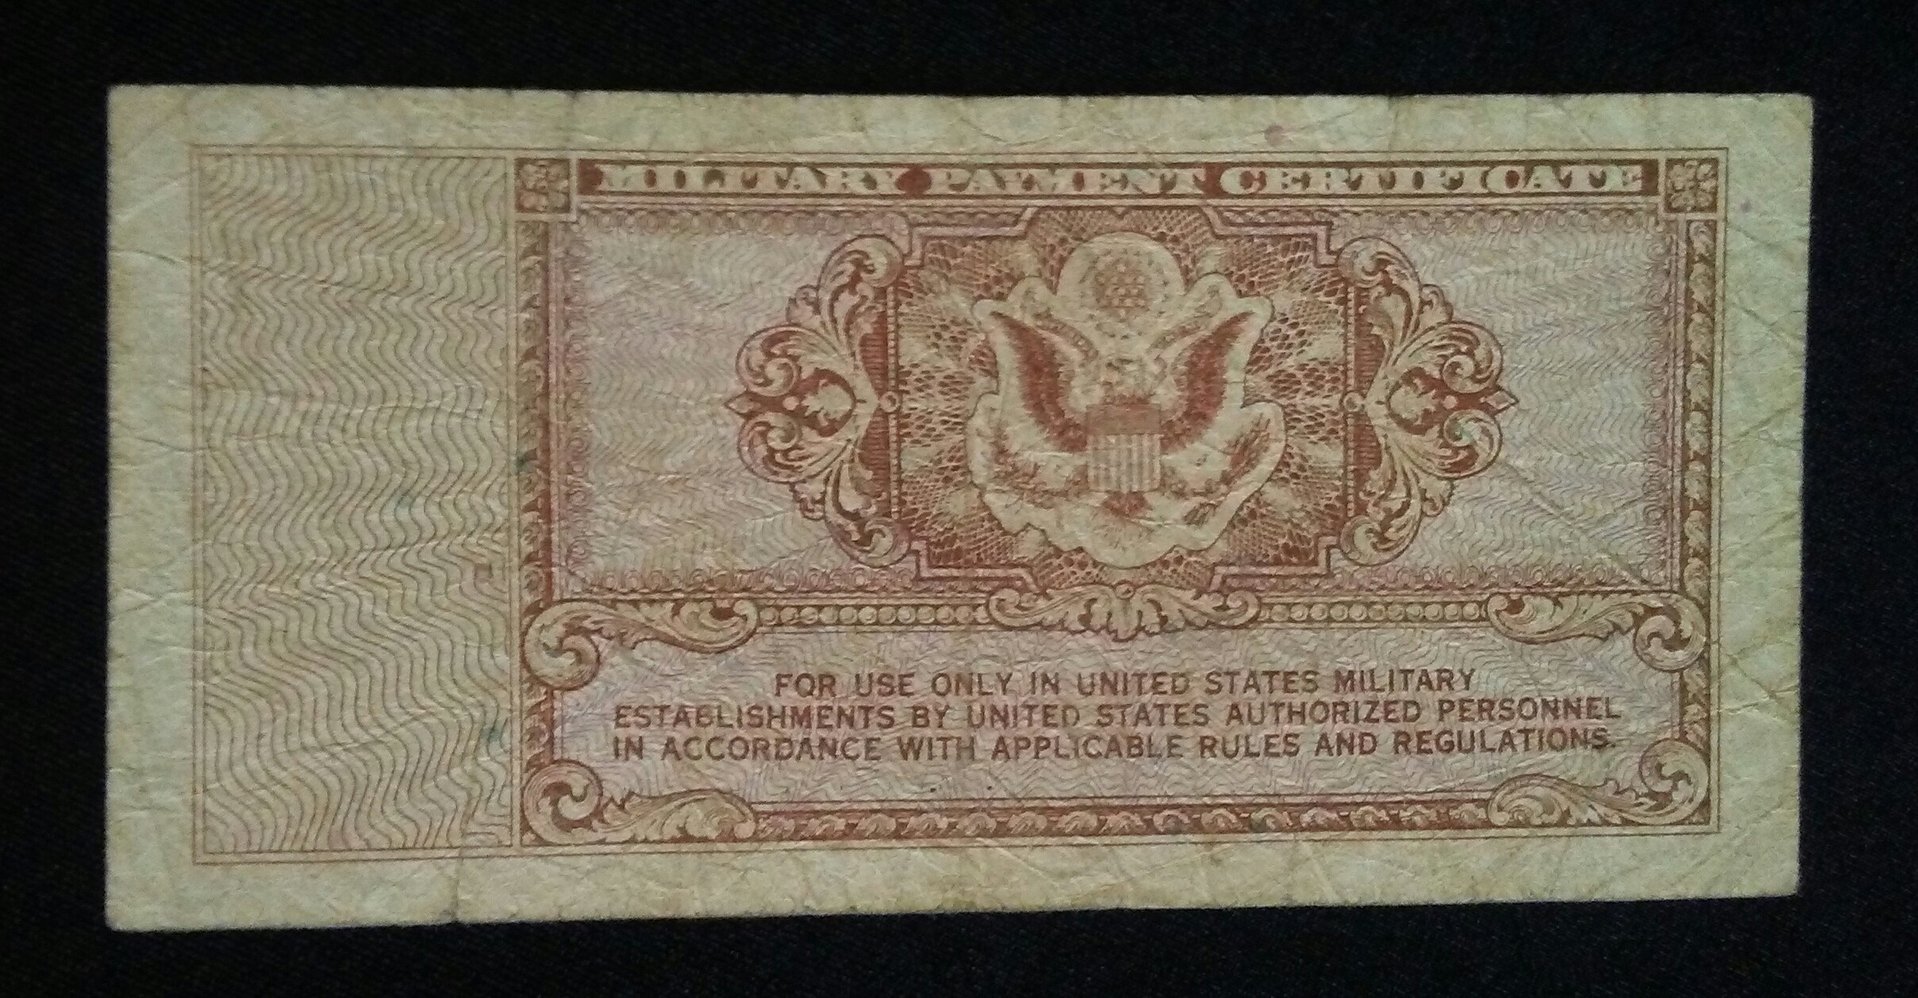 MILITARY PAYMENT CERTIFICATE
FOR USE ONLY IN UNITED STATES MILITARY
ESTABLISHMENTS BY UNITED STATES AUTHORIZED PERSONNEL
IN ACCORDANCE WITH APPLICABLE RULES AND REGULATIONS.